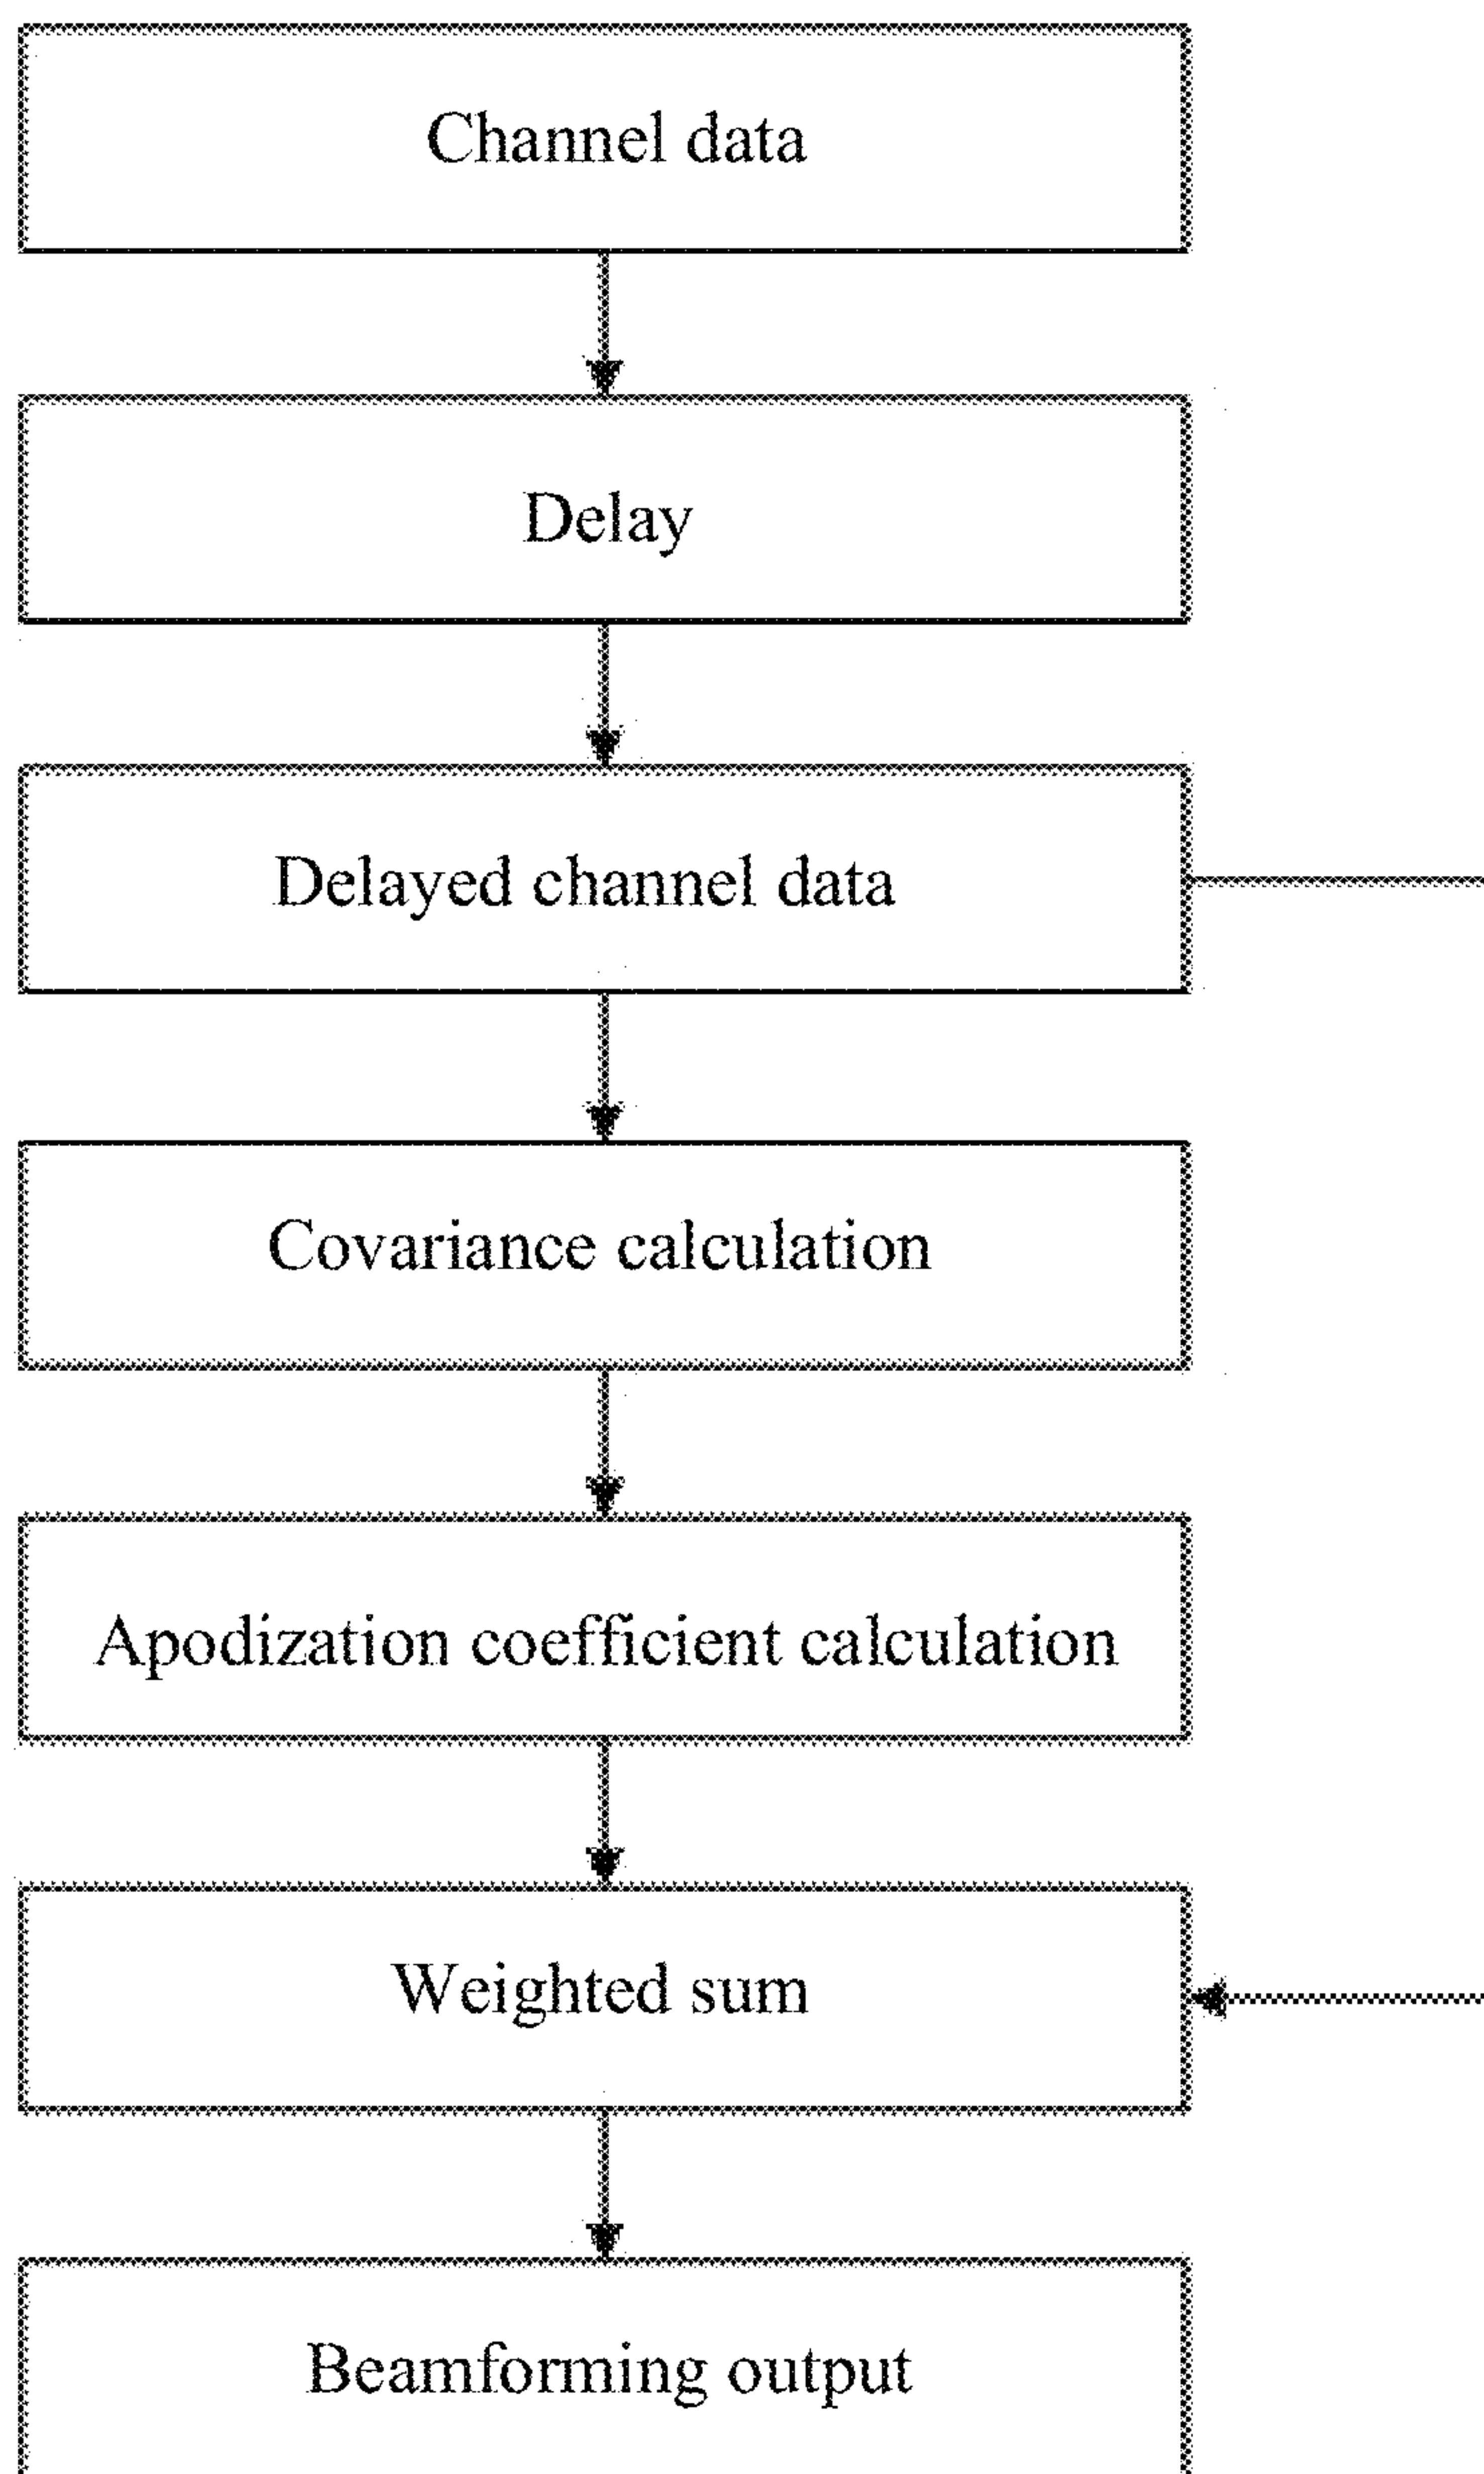 Channel data
Delay
Delayed channel data
Covariance calculation
Apodization coefficient calculation
Weighted sum
Beamforming output